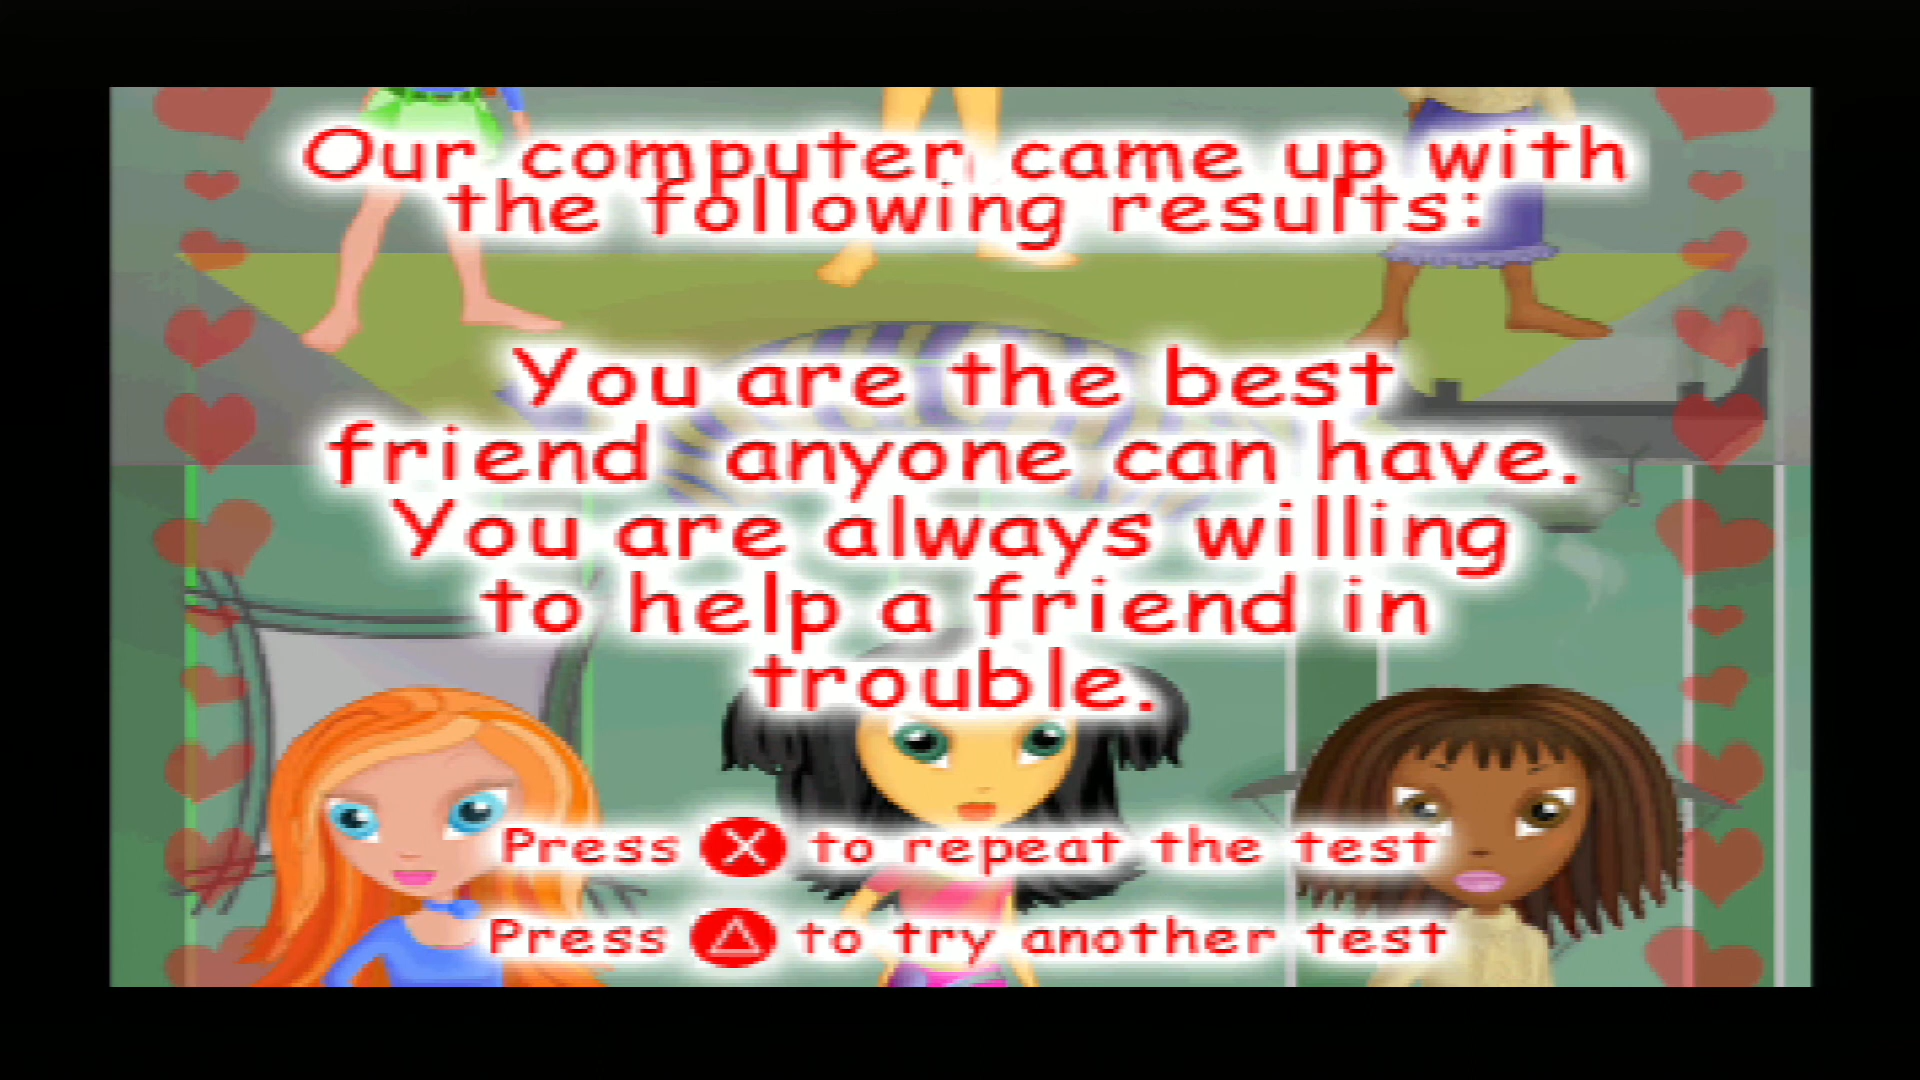 Our computer came up with
the following results:
You are the best
friend anyone can have.
You are always willing
to help a friend in
trouble.
Press X to repeat the test
Press △ to try another test